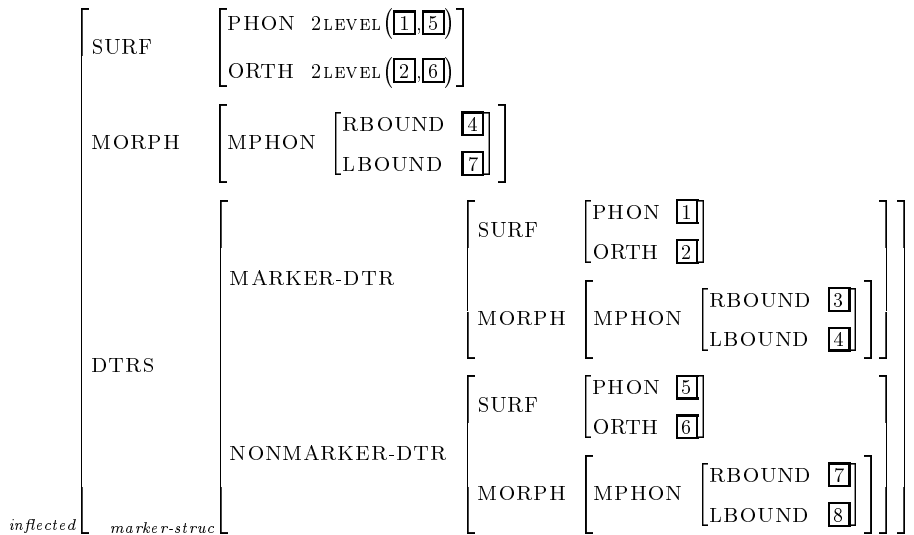 SURF
PHON 2LEVEL(1,5)
ORTH 2LEVEL(2,6)
MORPH MPHON
RBOUND 4
LBOUND 7
DTRS
MARKER-DTR
SURF
PHON 1
ORTH 2
MORPH MPHON
RBOUND 3
LBOUND 4
NONMARKER-DTR
SURF
PHON 5
ORTH 6
MORPH MPHON
RBOUND 7
LBOUND 8
inflected marker-struc